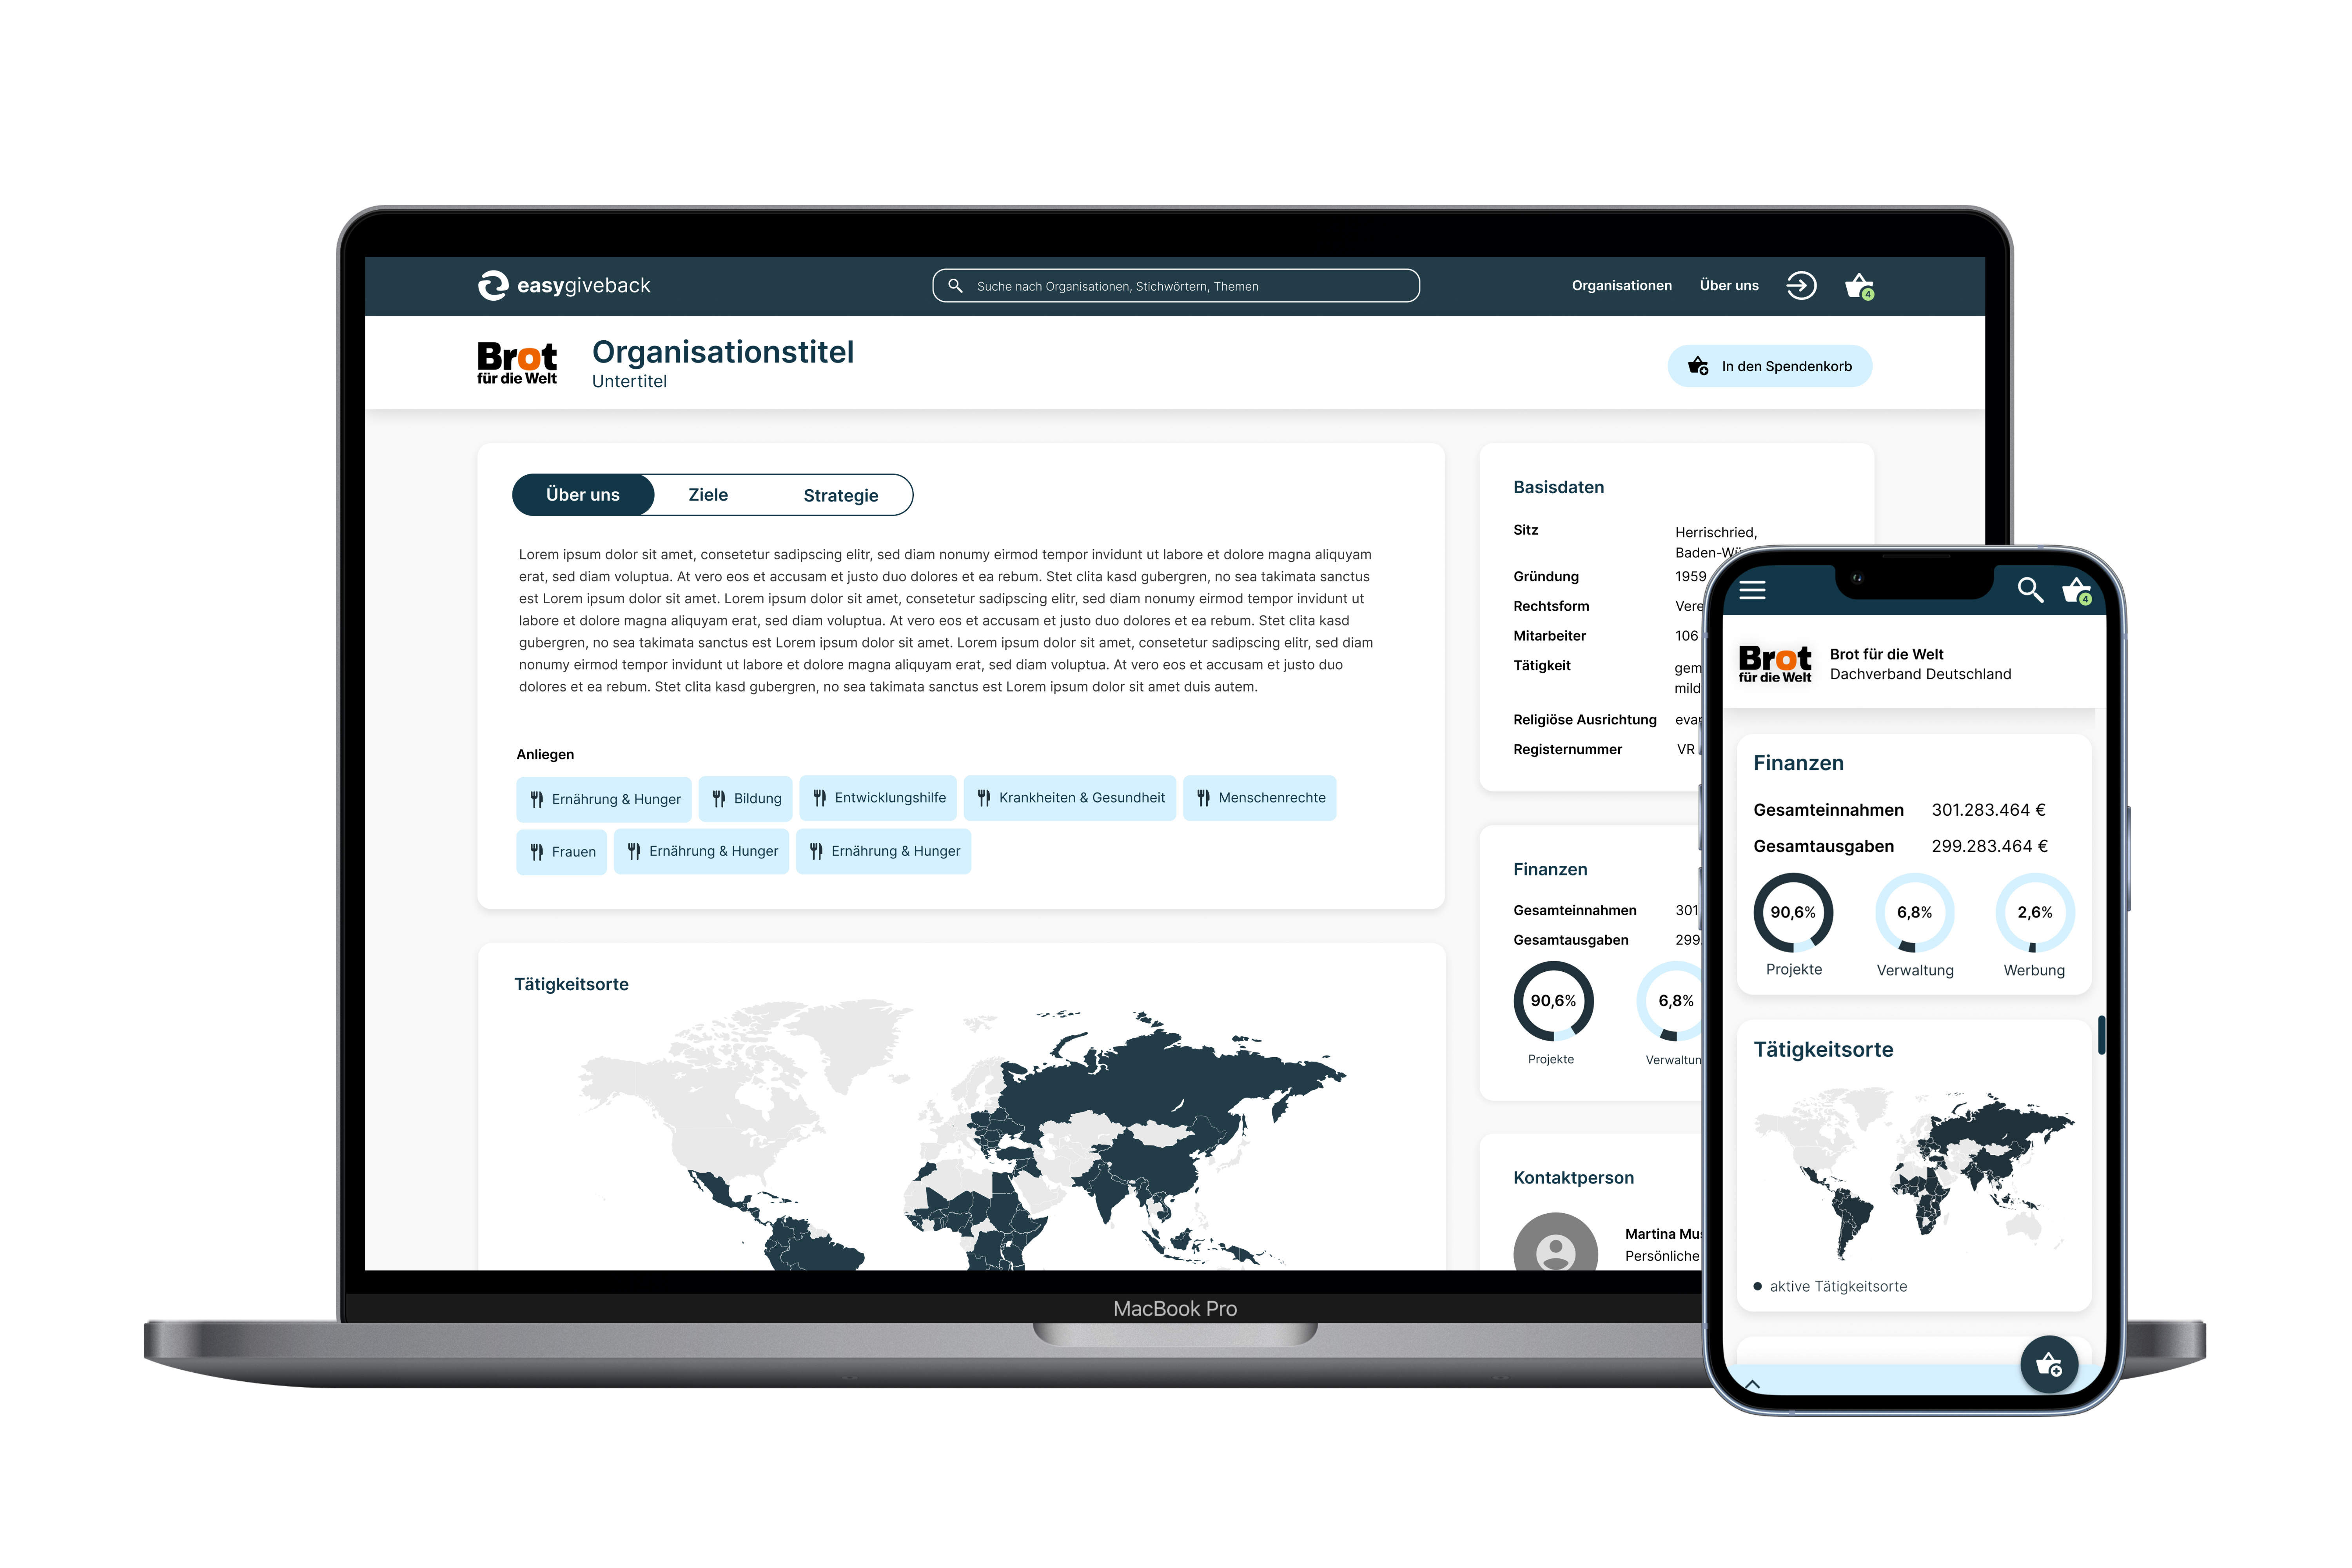 easygiveback
Suche nach Organisationen, Stichwörtern, Themen
Organisationen
Über uns
4
Brot
für die Welt
Organisationstitel
Untertitel
In den Spendenkorb
Über uns
Ziele
Strategie
Lorem ipsum dolor sit amet, consetetur sadipscing elitr, sed diam nonumy eirmod tempor invidunt ut labore et dolore magna aliquyam
erat, sed diam voluptua. At vero eos et accusam et justo duo dolores et ea rebum. Stet clita kasd gubergren, no sea takimata sanctus
est Lorem ipsum dolor sit amet. Lorem ipsum dolor sit amet, consetetur sadipscing elitr, sed diam nonumy eirmod tempor invidunt ut
labore et dolore magna aliquyam erat, sed diam voluptua. At vero eos et accusam et justo duo dolores et ea rebum. Stet clita kasd
gubergren, no sea takimata sanctus est Lorem ipsum dolor sit amet. Lorem ipsum dolor sit amet, consetetur sadipscing elitr, sed diam
nonumy eirmod tempor invidunt ut labore et dolore magna aliquyam erat, sed diam voluptua. At vero eos et accusam et justo duo
dolores et ea rebum. Stet clita kasd gubergren, no sea takimata sanctus est Lorem ipsum dolor sit amet duis autem.
Anliegen
Ernährung & Hunger
Bildung
Entwicklungshilfe
Krankheiten & Gesundheit
Menschenrechte
Frauen
Ernährung & Hunger
Ernährung & Hunger
Tätigkeitsorte
Basisdaten
Sitz
Herrischried,
Baden-Wü
Gründung
1959
Rechtsform
Vere
Mitarbeiter
106
Tätigkeit
gem
mild
Religiöse Ausrichtung
evan
Registernummer
VR
Finanzen
Gesamteinnahmen
301
Gesamtausgaben
299.
90,6%
Projekte
6,8%
Verwaltun
Kontaktperson
Martina Mus
Persönliche
MacBook Pro
4
Brot
für die Welt
Brot für die Welt
Dachverband Deutschland
Finanzen
Gesamteinnahmen
301.283.464 €
Gesamtausgaben
299.283.464 €
90,6%
6,8%
2,6%
Projekte
Verwaltung
Werbung
Tätigkeitsorte
aktive Tätigkeitsorte